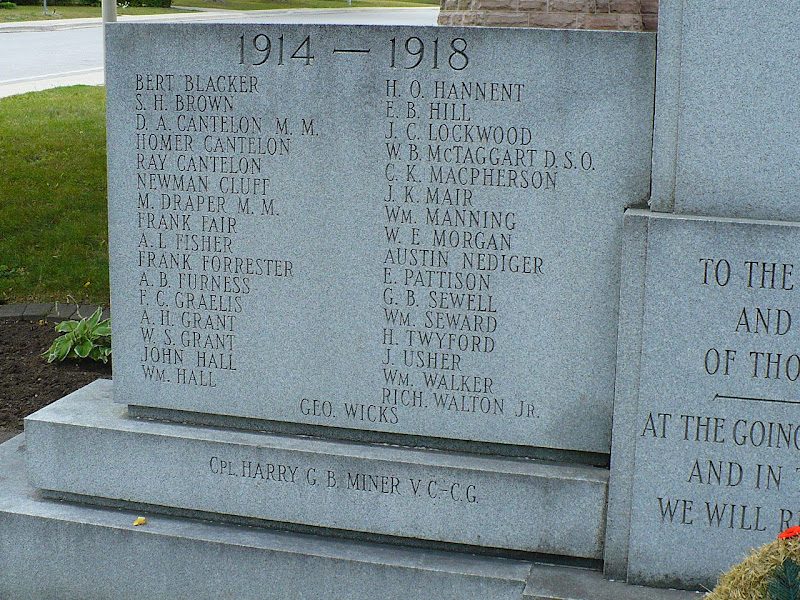 1914 — 1918
BERT BLACKER
S. H. BROWN
D. A. CANTELON M. M.
HOMER CANTELON
RAY CANTELON
NEWMAN CLUFF
M. DRAPER M. M.
FRANK FAIR
A. L. FISHER
FRANK FORRESTER
A. B. FURNESS
F. C. GRAELIS
A. H. GRANT
W. S. GRANT
JOHN HALL
WM. HALL
H. O. HANNENT
E. B. HILL
J. C. LOCKWOOD
W. B. McTAGGART D. S. O.
C. K. MACPHERSON
J. K. MAIR
WM. MANNING
W. E MORGAN
AUSTIN NEDIGER
E. PATTISON
G. B. SEWELL
WM. SEWARD
H. TWYFORD
J. USHER
WM. WALKER
RICH. WALTON JR.
GEO. WICKS
CPL. HARRY G. B. MINER V. C-C.G.
TO THE
AND
OF THO
AT THE GOING
AND IN T
WE WILL R